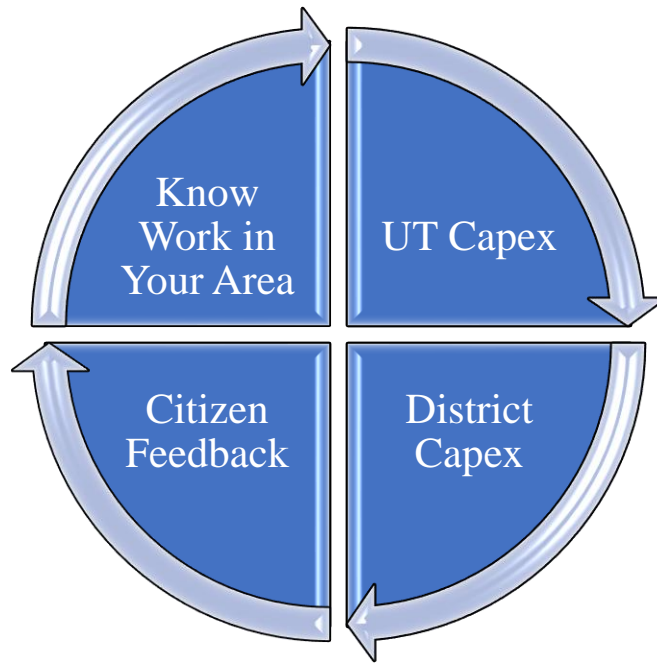 Know
Work in
Your Area
UT Capex
Citizen
Feedback
District
Capex